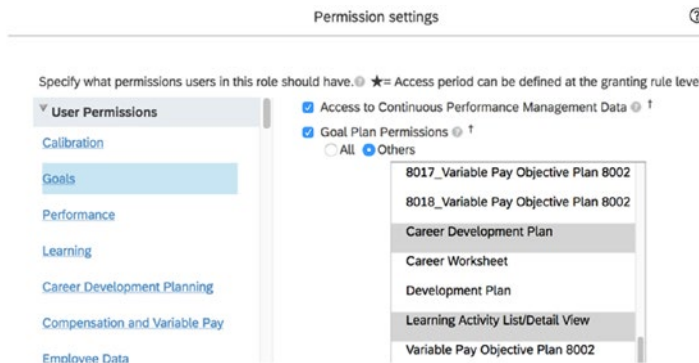 Permission settings
Specify what permissions users in this role should have. ★= Access period can be defined at the granting rule leve
User Permissions
Calibration
Goals
Performance
Learning
Career Development Planning
Compensation and Variable Pay
Employee Data
Access to Continuous Performance Management Data †
Goal Plan Permissions †
All Others
8017_Variable Pay Objective Plan 8002
8018_Variable Pay Objective Plan 8002
Career Development Plan
Career Worksheet
Development Plan
Learning Activity List/Detail View
Variable Pay Objective Plan 8002